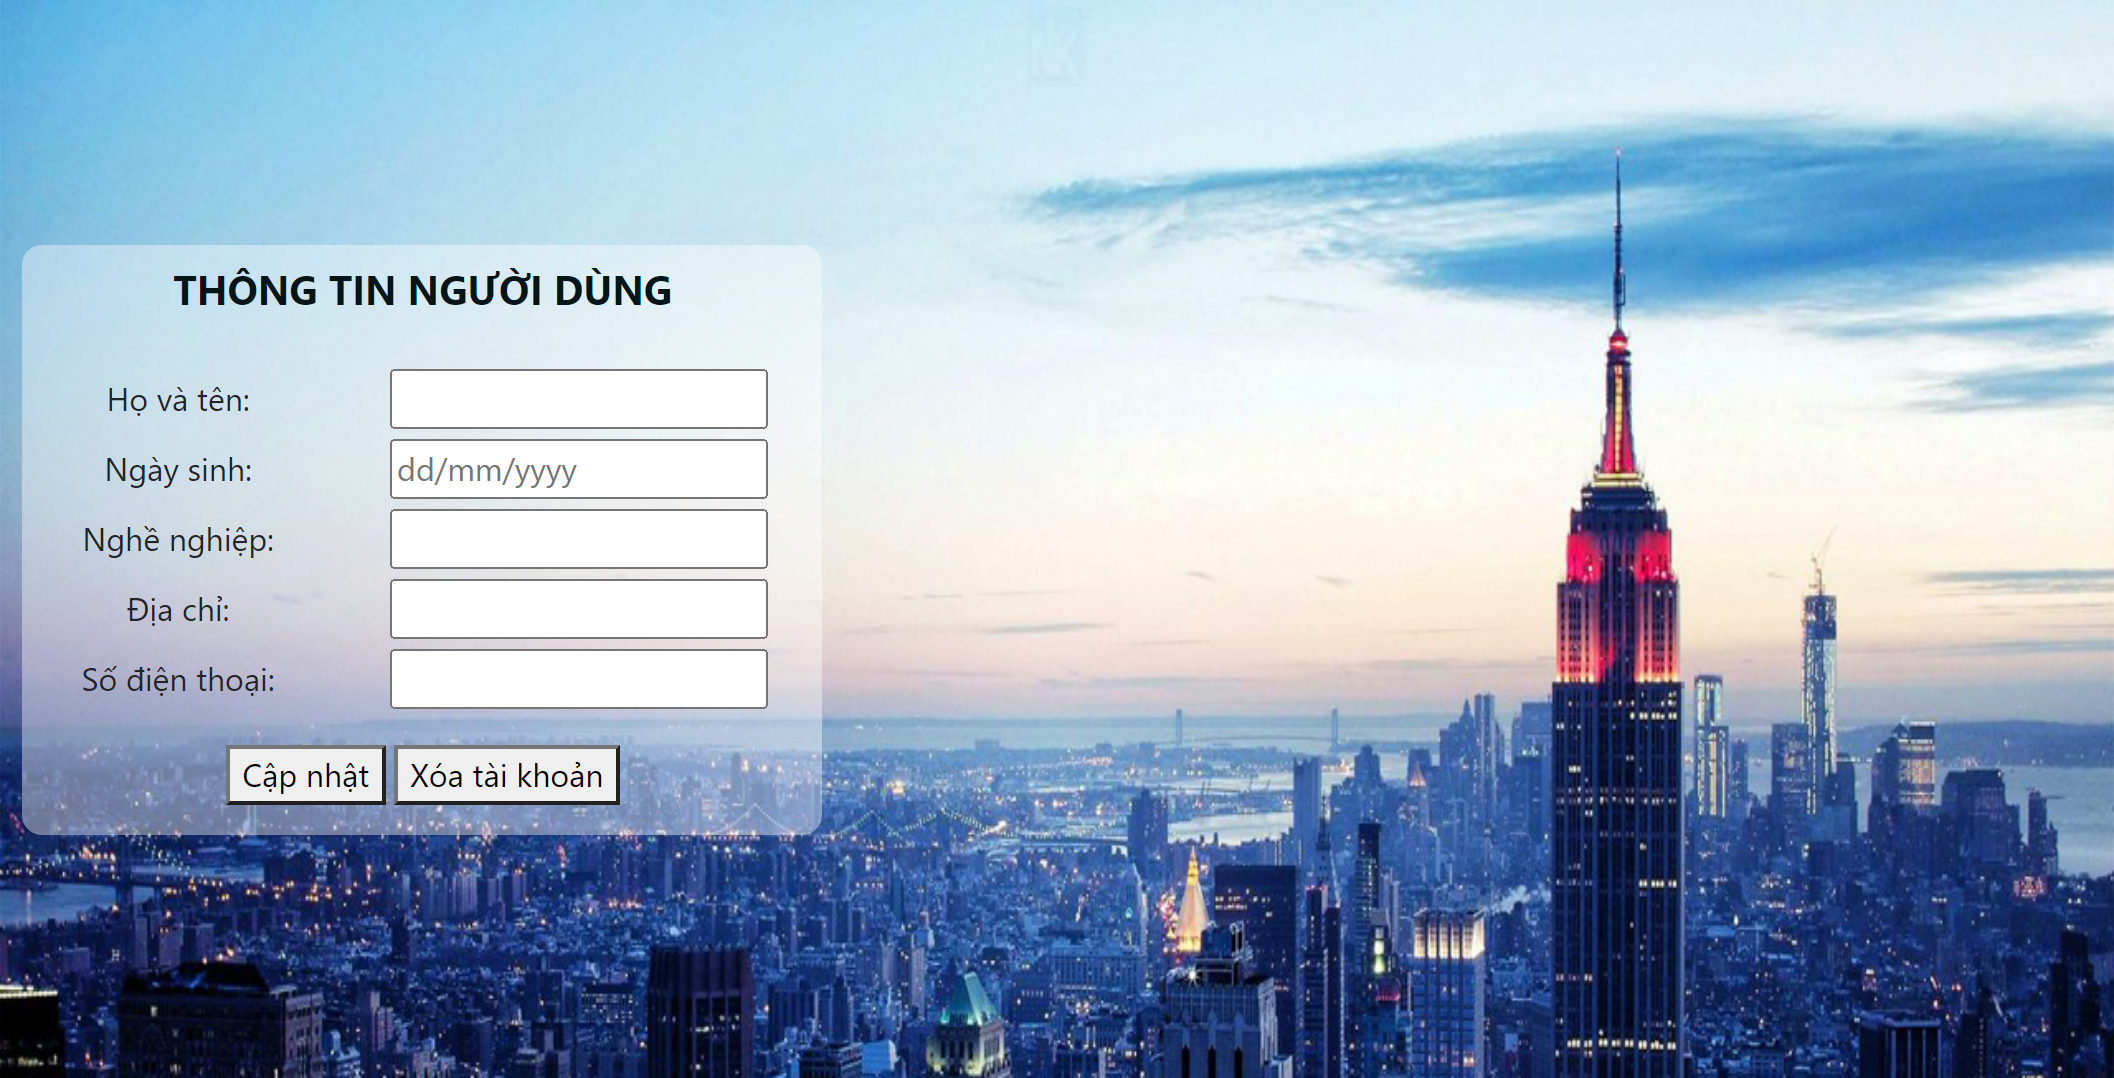 NK
THÔNG TIN NGƯỜI DÙNG
Họ và tên:
Ngày sinh: dd/mm/yyyy
Nghề nghiệp:
Địa chỉ:
Số điện thoại:
Cập nhật Xóa tài khoản